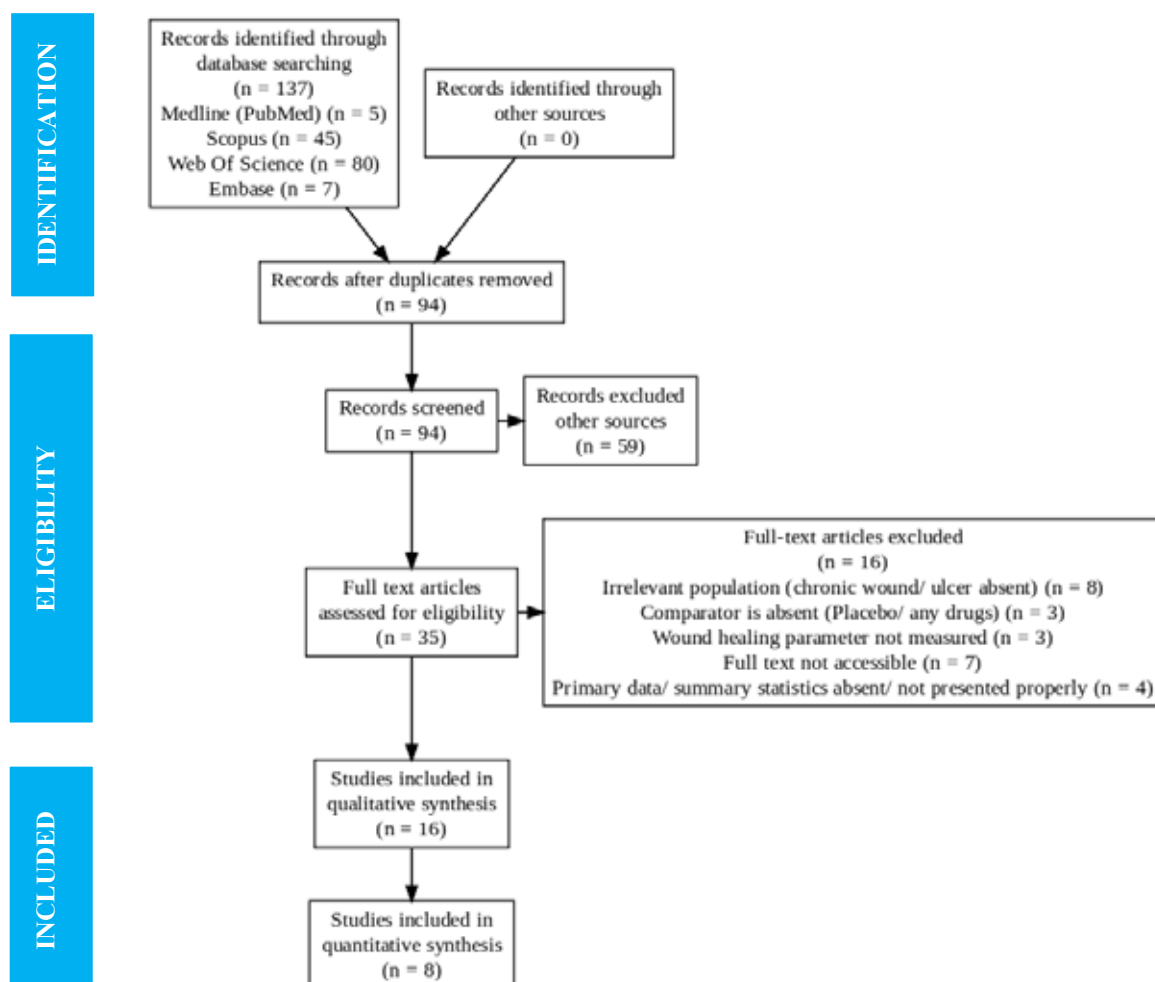 IDENTIFICATION
Records identified through
database searching
(n = 137)
Medline (PubMed) (n = 5)
Scopus (n = 45)
Web Of Science (n = 80)
Embase (n = 7)
Records identified through
other sources
(n = 0)
Records after duplicates removed
(n = 94)
ELIGIBILITY
Records screened
(n = 94)
Records excluded
other sources
(n = 59)
Full text articles
assessed for eligibility
(n = 35)
Full-text articles excluded
(n = 16)
Irrelevant population (chronic wound/ ulcer absent) (n = 8)
Comparator is absent (Placebo/ any drugs) (n = 3)
Wound healing parameter not measured (n = 3)
Full text not accessible (n = 7)
Primary data/ summary statistics absent/ not presented properly (n = 4)
INCLUDED
Studies included in
qualitative synthesis
(n = 16)
Studies included in
quantitative synthesis
(n = 8)